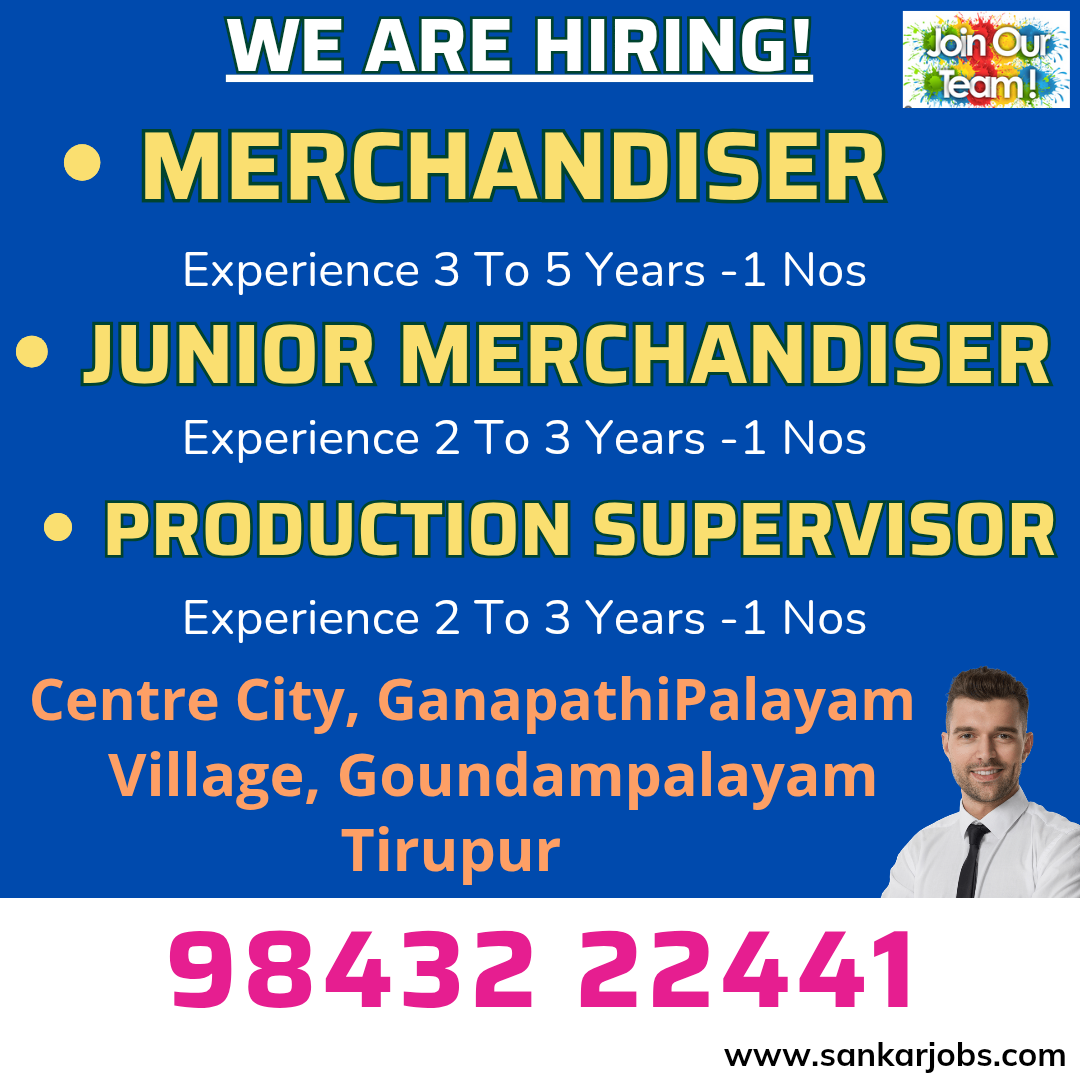 WE ARE HIRING!
Join Our
Team!
• MERCHANDISER
Experience 3 To 5 Years -1 Nos
• JUNIOR MERCHANDISER
Experience 2 To 3 Years -1 Nos
• PRODUCTION SUPERVISOR
Experience 2 To 3 Years -1 Nos
Centre City, GanapathiPalayam
Village, Goundampalayam
Tirupur
98432 22441
www.sankarjobs.com